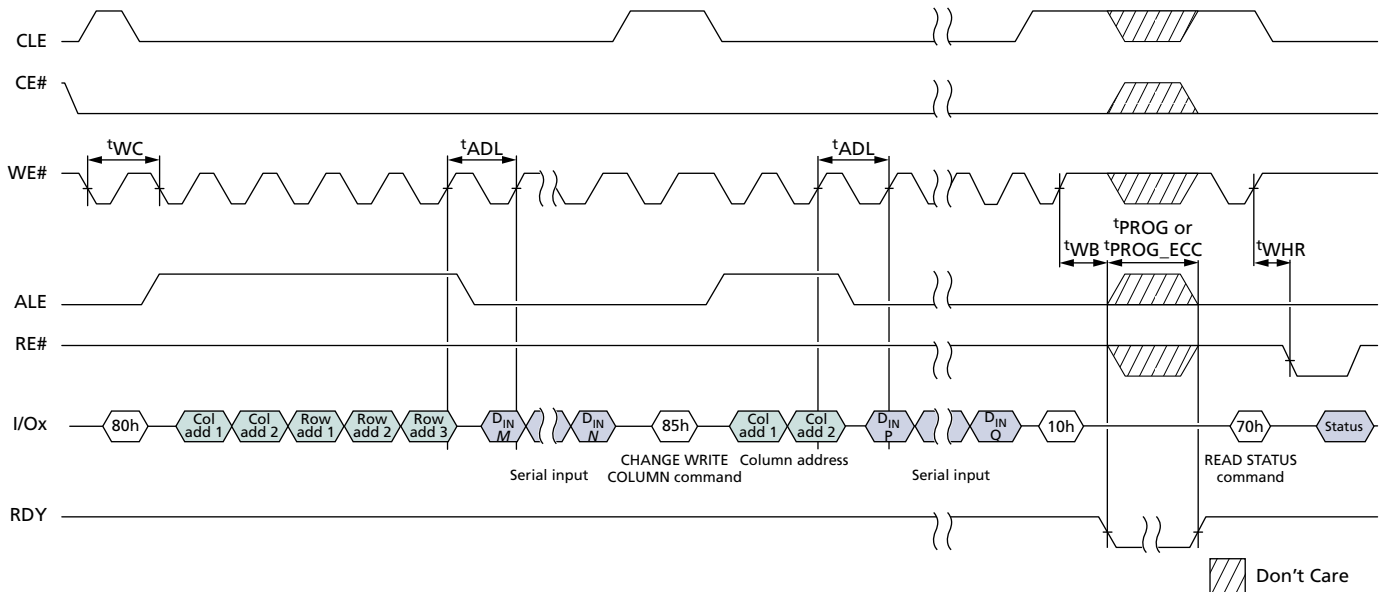 CLE
CE#
tWC
tADL
tADL
WE#
tPROG or
tWB tPROG_ECC
tWHR
ALE
RE#
I/Ox
80h
Col add 1
Col add 2
Row add 1
Row add 2
Row add 3
DIN M
DIN N
85h
Col add 1
Col add 2
DIN P
DIN Q
10h
70h
Status
Serial input
CHANGE WRITE
COLUMN command
Column address
Serial input
READ STATUS
command
RDY
Don't Care